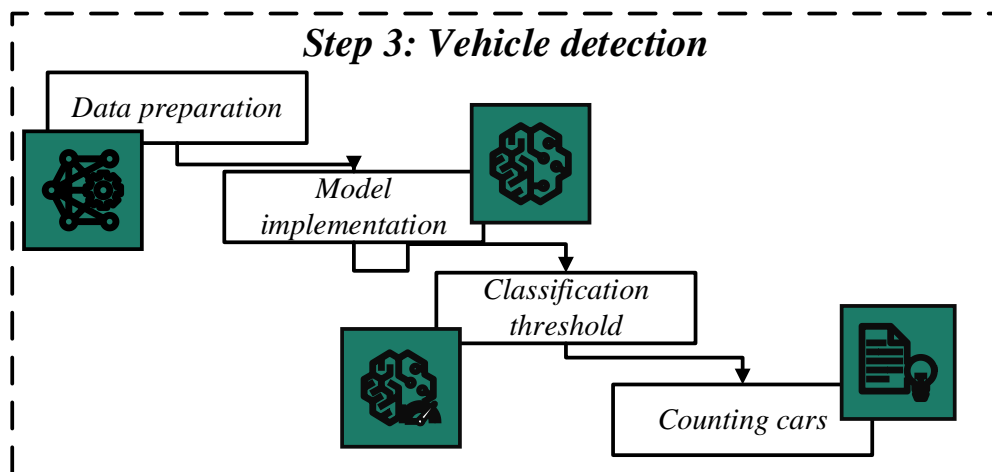 Step 3: Vehicle detection
Data preparation
Model
implementation
Classification
threshold
Counting cars